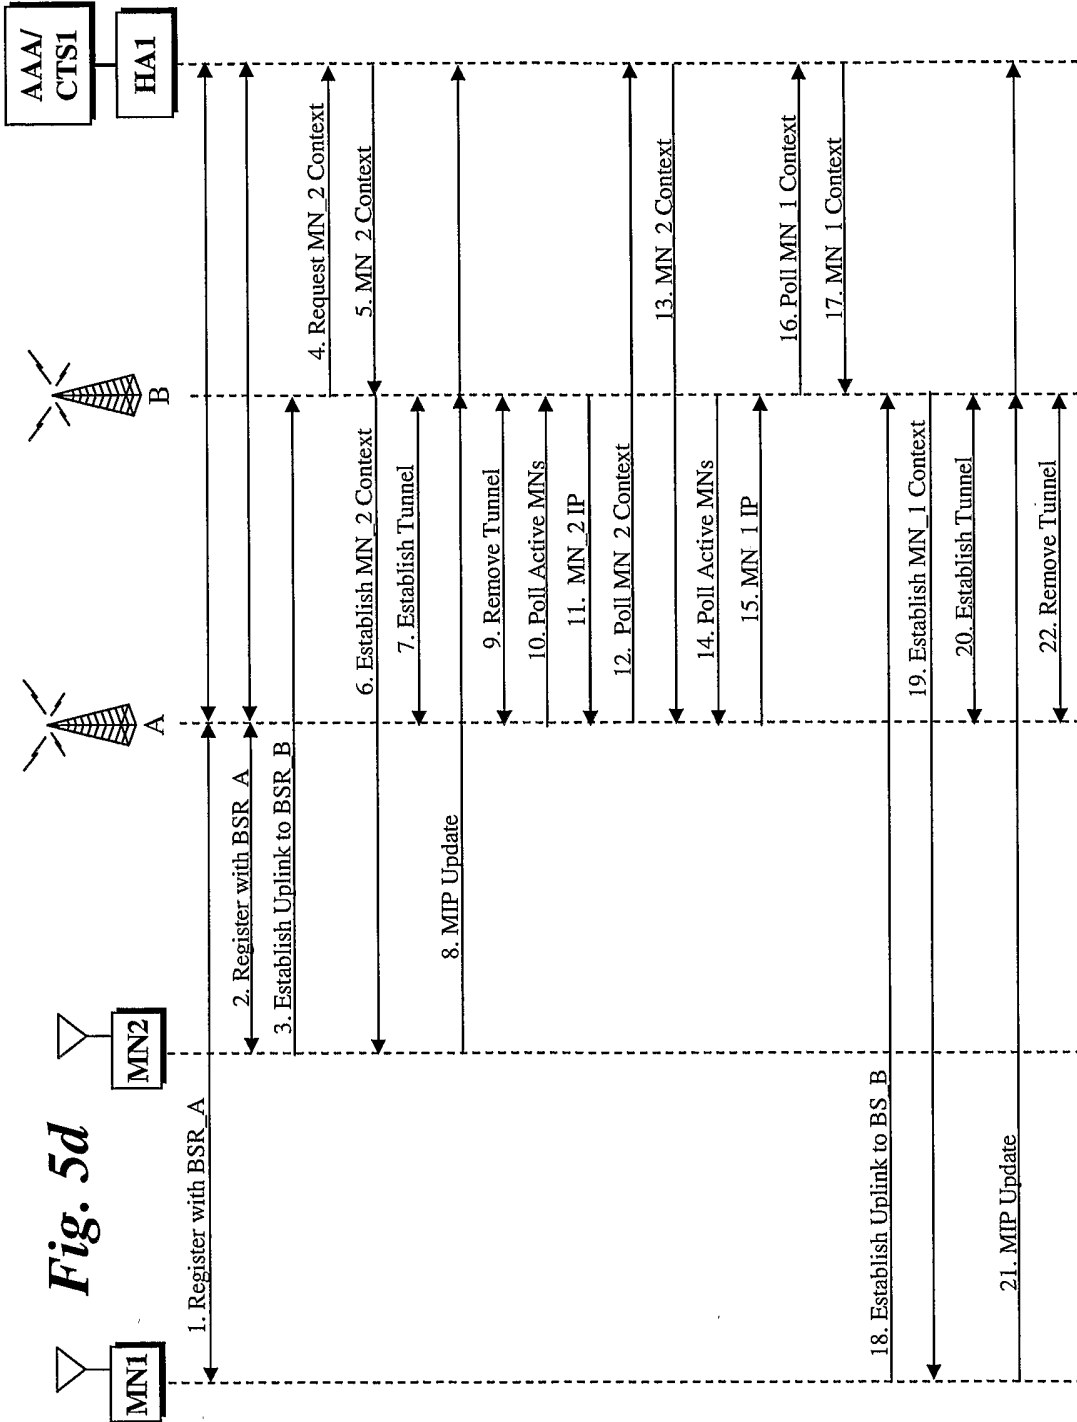 Fig. 5d
MN1
MN2
A
B
AAA/
CTS1
HA1
1. Register with BSR_A
2. Register with BSR_A
3. Establish Uplink to BSR_B
4. Request MN_2 Context
5. MN_2 Context
6. Establish MN_2 Context
7. Establish Tunnel
8. MIP Update
9. Remove Tunnel
10. Poll Active MNs
11. MN_2 IP
12. Poll MN_2 Context
13. MN_2 Context
14. Poll Active MNs
15. MN_1 IP
16. Poll MN_1 Context
17. MN_1 Context
18. Establish Uplink to BS_B
19. Establish MN_1 Context
20. Establish Tunnel
21. MIP Update
22. Remove Tunnel